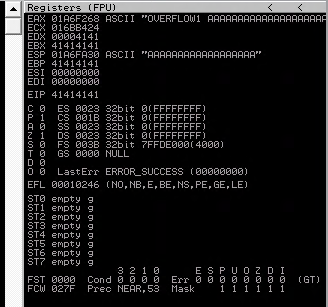 Registers (FPU) < <
EAX 01A6F268 ASCII "OVERFLOW1 AAAAAAAAAAAAAAAAAAAA
ECX 016BB424
EDX 00004141
EBX 41414141
ESP 01A6FA30 ASCII "AAAAAAAAAAAAAAAAAA"
EBP 41414141
ESI 00000000
EDI 00000000
EIP 41414141
C 0 ES 0023 32bit 0(FFFFFFFF)
P 1 CS 001B 32bit 0(FFFFFFFF)
A 0 SS 0023 32bit 0(FFFFFFFF)
Z 1 DS 0023 32bit 0(FFFFFFFF)
S 0 FS 003B 32bit 7FFDE000(4000)
T 0 GS 0000 NULL
D 0
O 0 LastErr ERROR_SUCCESS (00000000)
EFL 00010246 (NO,NB,E,BE,NS,PE,GE,LE)
ST0 empty g
ST1 empty g
ST2 empty g
ST3 empty g
ST4 empty g
ST5 empty g
ST6 empty g
ST7 empty g
3 2 1 0 E S P U O Z D I
FST 0000 Cond 0 0 0 0 Err 0 0 0 0 0 0 0 0 (GT)
FCW 027F Prec NEAR,53 Mask 1 1 1 1 1 1